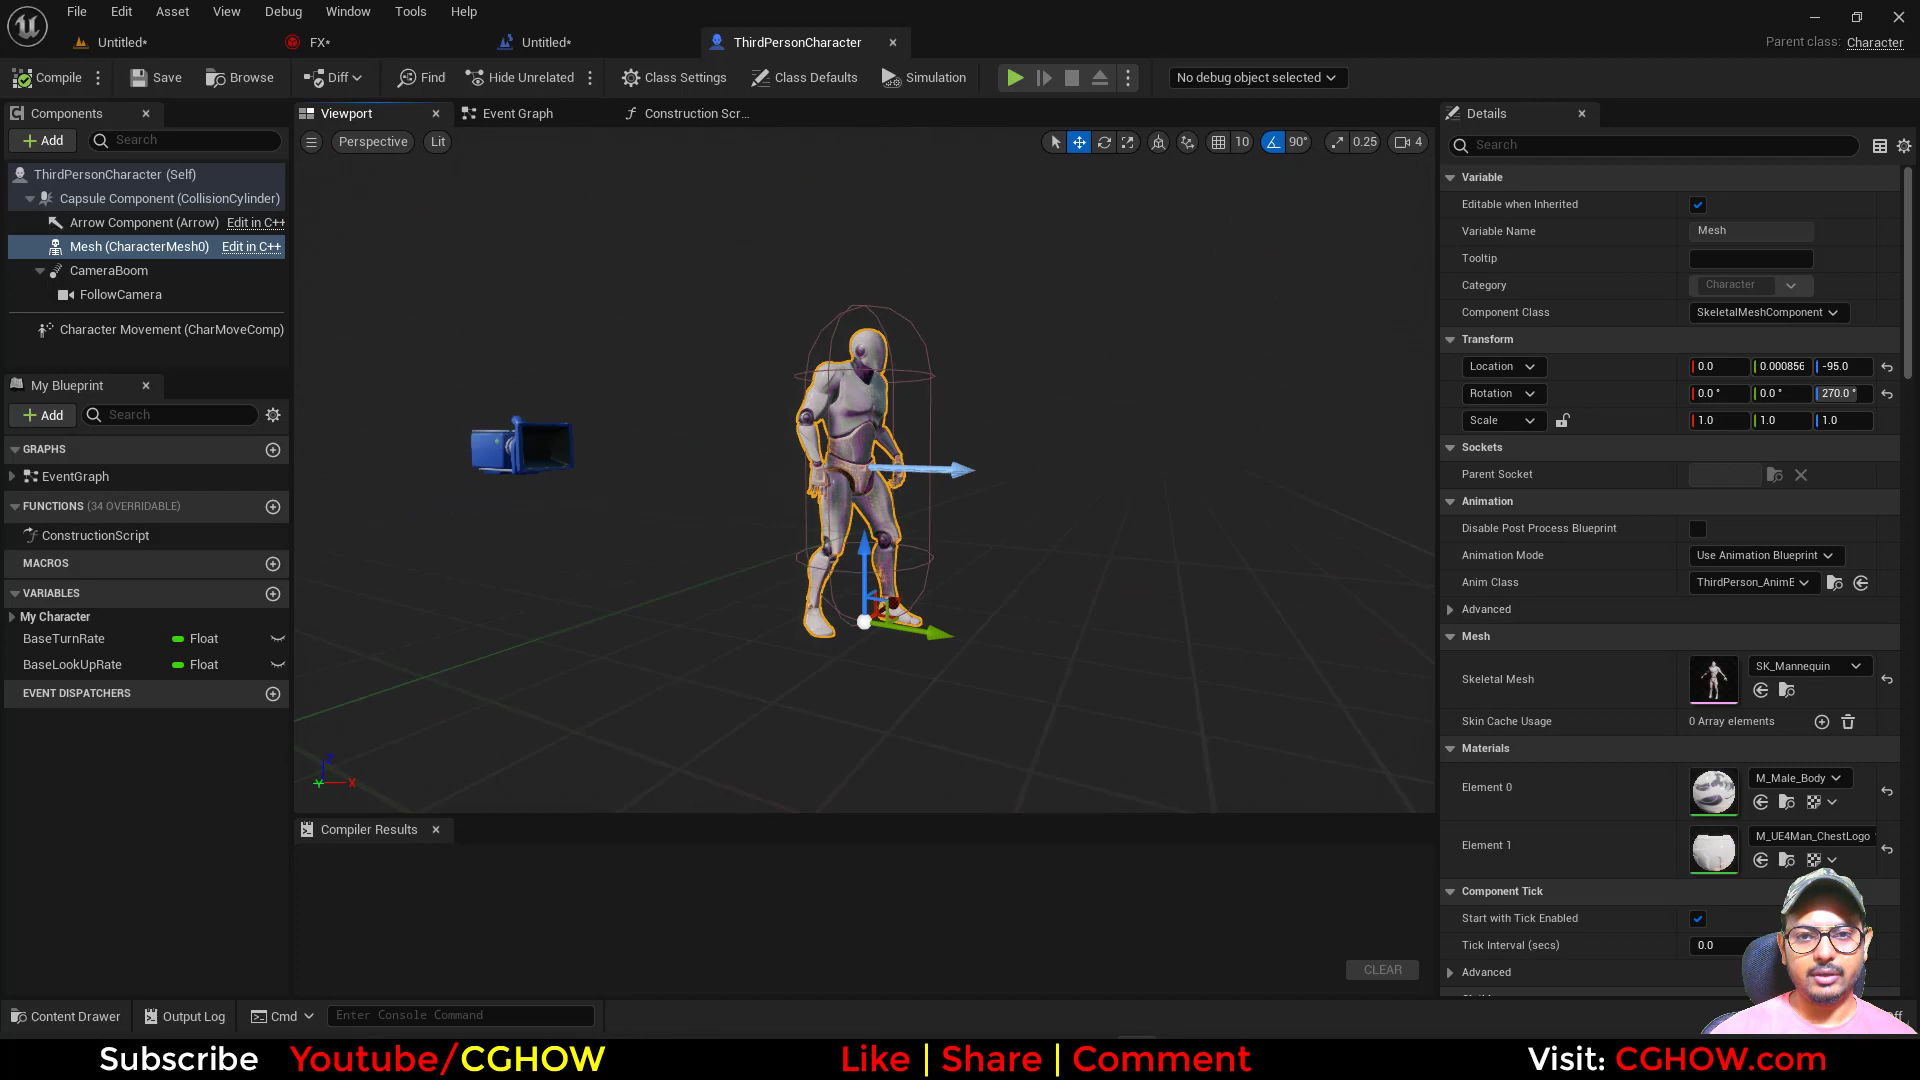 File Edit Asset View Debug Window Tools Help
Untitled* FX* Untitled* ThirdPersonCharacter
Parent class: Character
Compile Save Browse Diff Find Hide Unrelated Class Settings Class Defaults Simulation No debug object selected
Components
Add Search
ThirdPersonCharacter (Self)
Capsule Component (CollisionCylinder)
Arrow Component (Arrow) Edit in C++
Mesh (CharacterMesh0) Edit in C++
CameraBoom
FollowCamera
Character Movement (CharMoveComp)
My Blueprint
Add Search
GRAPHS
EventGraph
FUNCTIONS (34 OVERRIDABLE)
ConstructionScript
MACROS
VARIABLES
My Character
BaseTurnRate Float
BaseLookUpRate Float
EVENT DISPATCHERS
Viewport Event Graph Construction Scr...
Perspective Lit 10 90° 0.25 4
Z
Y X
Compiler Results
CLEAR
Details
Search
Variable
Editable when Inherited
Variable Name Mesh
Tooltip
Category Character
Component Class SkeletalMeshComponent
Transform
Location 0.0 0.000856 -95.0
Rotation 0.0 ° 0.0 ° 270.0 °
Scale 1.0 1.0 1.0
Sockets
Parent Socket
Animation
Disable Post Process Blueprint
Animation Mode Use Animation Blueprint
Anim Class ThirdPerson_AnimB
Advanced
Mesh
Skeletal Mesh SK_Mannequin
Skin Cache Usage 0 Array elements
Materials
Element 0 M_Male_Body
Element 1 M_UE4Man_ChestLogo
Component Tick
Start with Tick Enabled
Tick Interval (secs) 0.0
Advanced
Content Drawer Output Log Cmd Enter Console Command
Subscribe Youtube/CGHOW Like | Share | Comment Visit: CGHOW.com